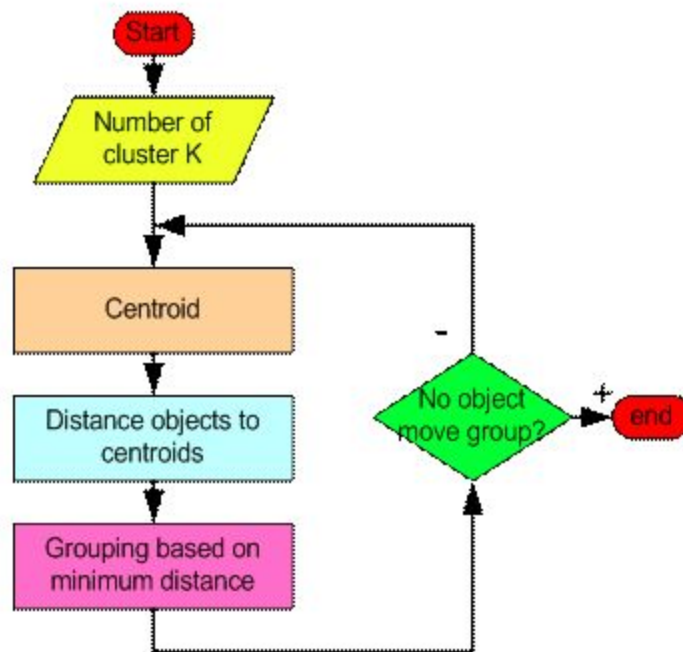 Start
Number of
cluster K
Centroid
Distance objects to
centroids
Grouping based on
minimum distance
-
No object
move group?
+
end